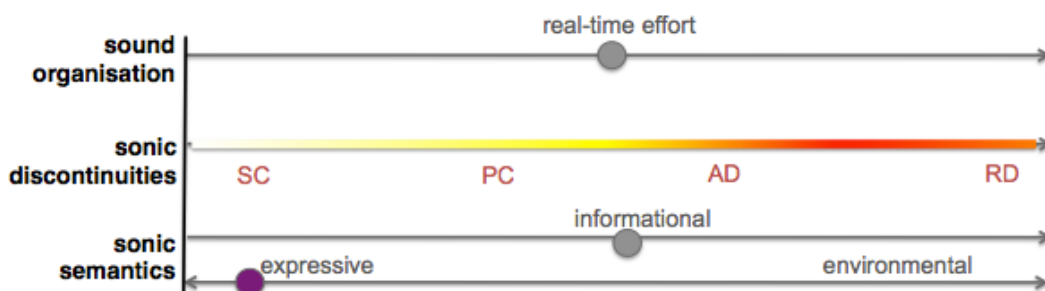 real-time effort
sound
organisation
sonic
discontinuities
SC PC AD RD
informational
sonic
semantics
expressive environmental